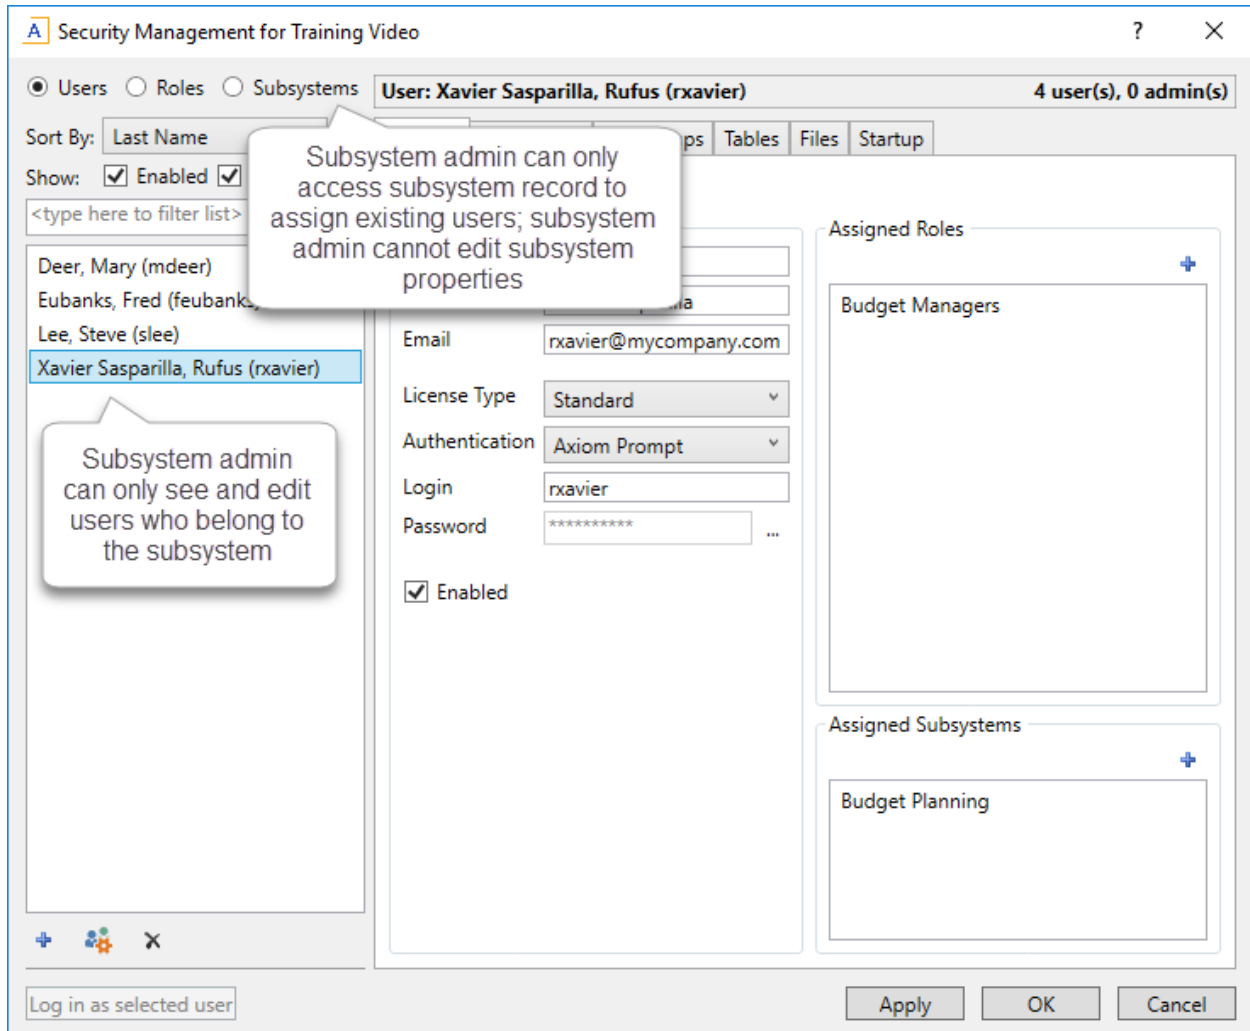 A Security Management for Training Video ? X
Users Roles Subsystems
User: Xavier Sasparilla, Rufus (rxavier) 4 user(s), 0 admin(s)
Sort By: Last Name
Tables Files Startup
Show: Enabled
<type here to filter list>
Subsystem admin can only
access subsystem record to
assign existing users; subsystem
admin cannot edit subsystem
properties
Deer, Mary (mdeer)
Eubanks, Fred (feubanks
Lee, Steve (slee)
Xavier Sasparilla, Rufus (rxavier)
Subsystem admin
can only see and edit
users who belong to
the subsystem
Email rxavier@mycompany.com
License Type Standard
Authentication Axiom Prompt
Login rxavier
Password ********** ...
Enabled
Assigned Roles
Budget Managers
Assigned Subsystems
Budget Planning
Log in as selected user
Apply OK Cancel